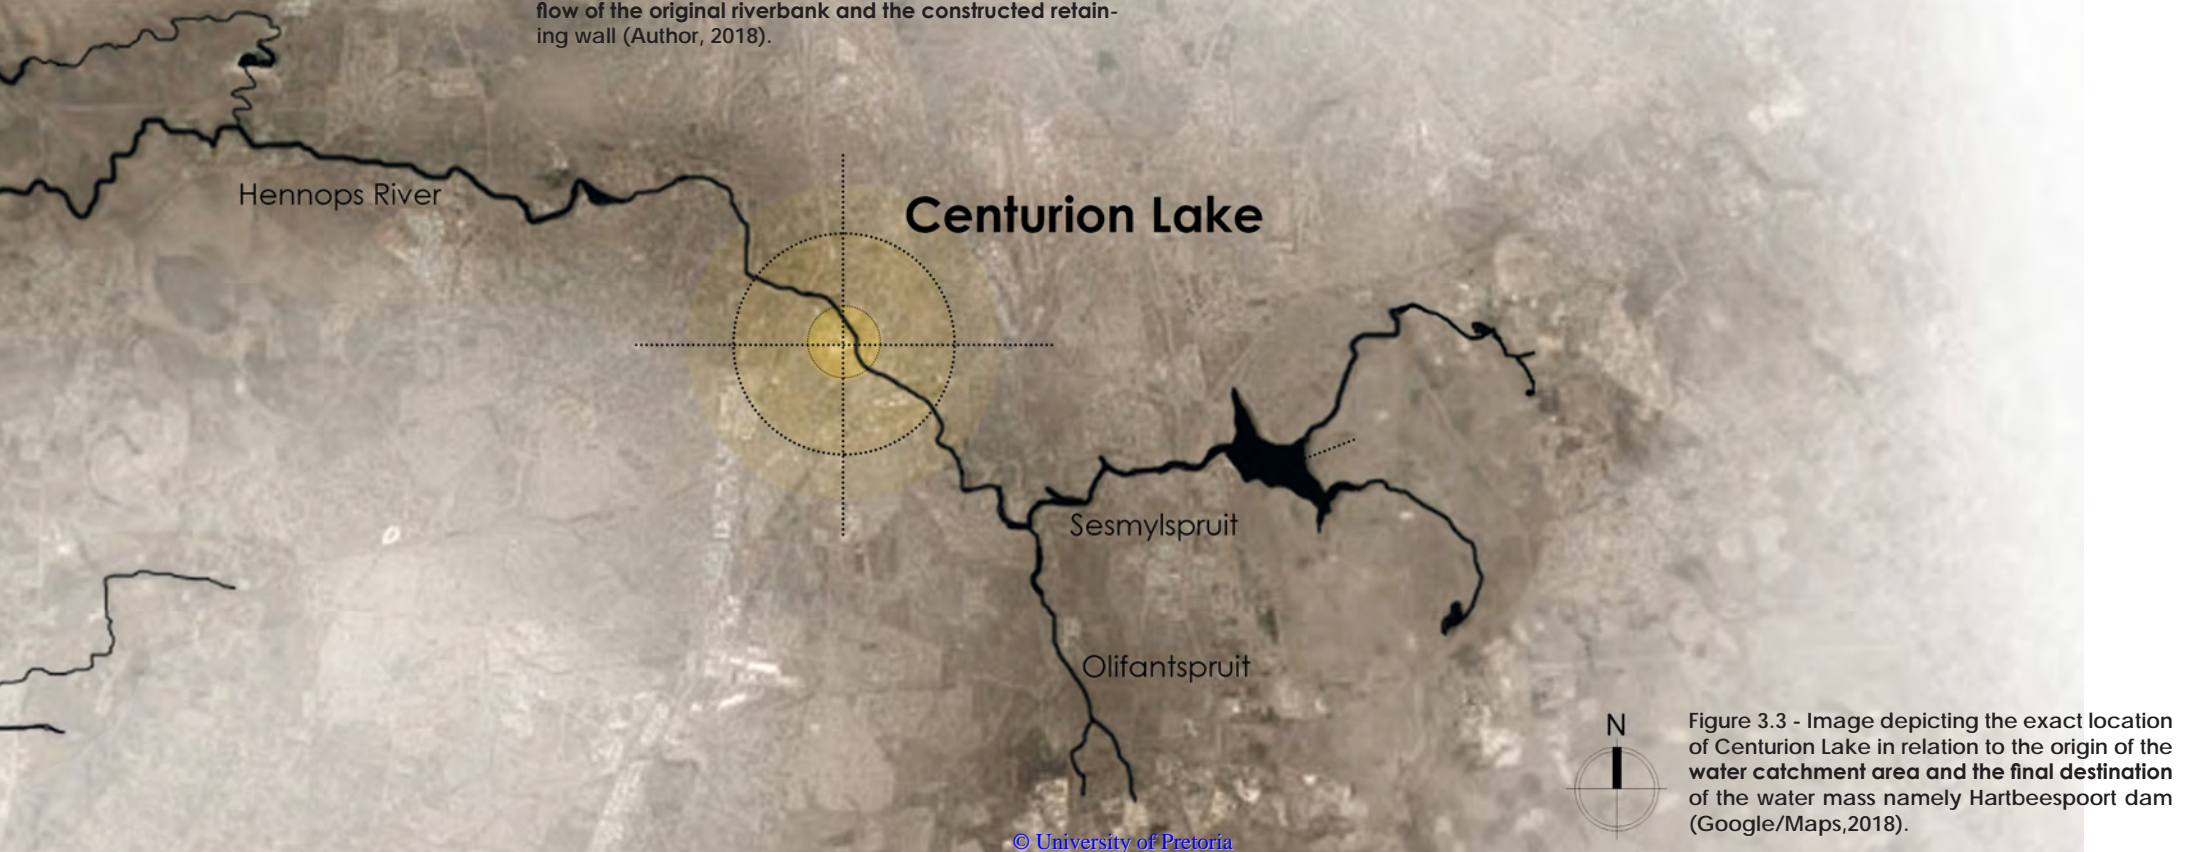 flow of the original riverbank and the constructed retain-
ing wall (Author, 2018).
Hennops River
Centurion Lake
Sesmylspruit
Olifantspruit
N
Figure 3.3 - Image depicting the exact location
of Centurion Lake in relation to the origin of the
water catchment area and the final destination
of the water mass namely Hartbeespoort dam
(Google/Maps,2018).
© University of Pretoria